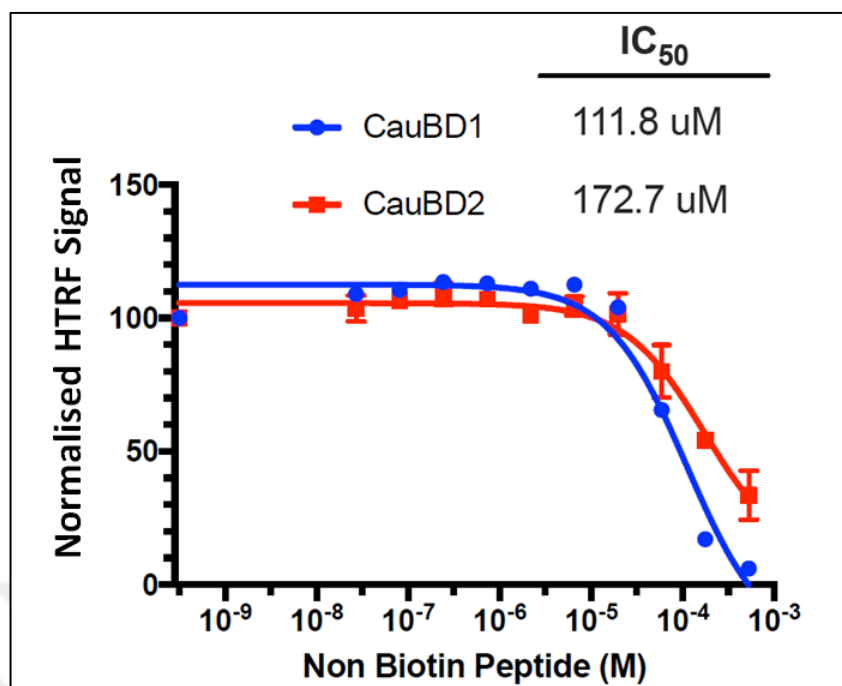 IC50
CauBD1 111.8 uM
CauBD2 172.7 uM
Normalised HTRF Signal
150
100
50
0
10-9 10-8 10-7 10-6 10-5 10-4 10-3
Non Biotin Peptide (M)